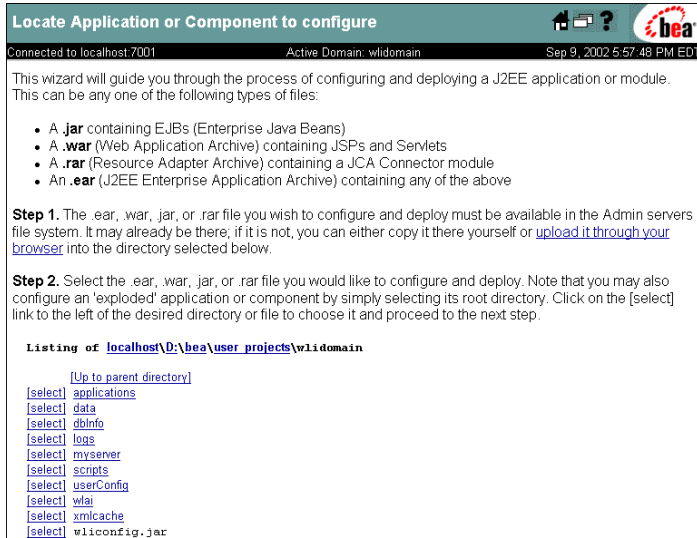 Locate Application or Component to configure
bea
Connected to localhost:7001 Active Domain: wlidomain Sep 9, 2002 5:57:48 PM EDT
This wizard will guide you through the process of configuring and deploying a J2EE application or module.
This can be any one of the following types of files:
• A .jar containing EJBs (Enterprise Java Beans)
• A .war (Web Application Archive) containing JSPs and Servlets
• A .rar (Resource Adapter Archive) containing a JCA Connector module
• An .ear (J2EE Enterprise Application Archive) containing any of the above
Step 1. The .ear, .war, .jar, or .rar file you wish to configure and deploy must be available in the Admin servers
file system. It may already be there; if it is not, you can either copy it there yourself or upload it through your
browser into the directory selected below.
Step 2. Select the .ear, .war, .jar, or .rar file you would like to configure and deploy. Note that you may also
configure an 'exploded' application or component by simply selecting its root directory. Click on the [select]
link to the left of the desired directory or file to choose it and proceed to the next step.
Listing of localhost\D:\bea\user_projects\wlidomain
[Up to parent directory]
[select] applications
[select] data
[select] dbInfo
[select] logs
[select] myserver
[select] scripts
[select] userConfig
[select] wlai
[select] xmlcache
[select] wliconfig.jar